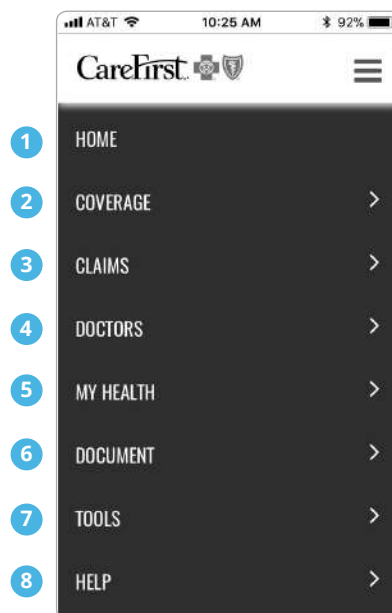 AT&T 10:25 AM 92%
CareFirst.
1 HOME
2 COVERAGE
3 CLAIMS
4 DOCTORS
5 MY HEALTH
6 DOCUMENT
7 TOOLS
8 HELP